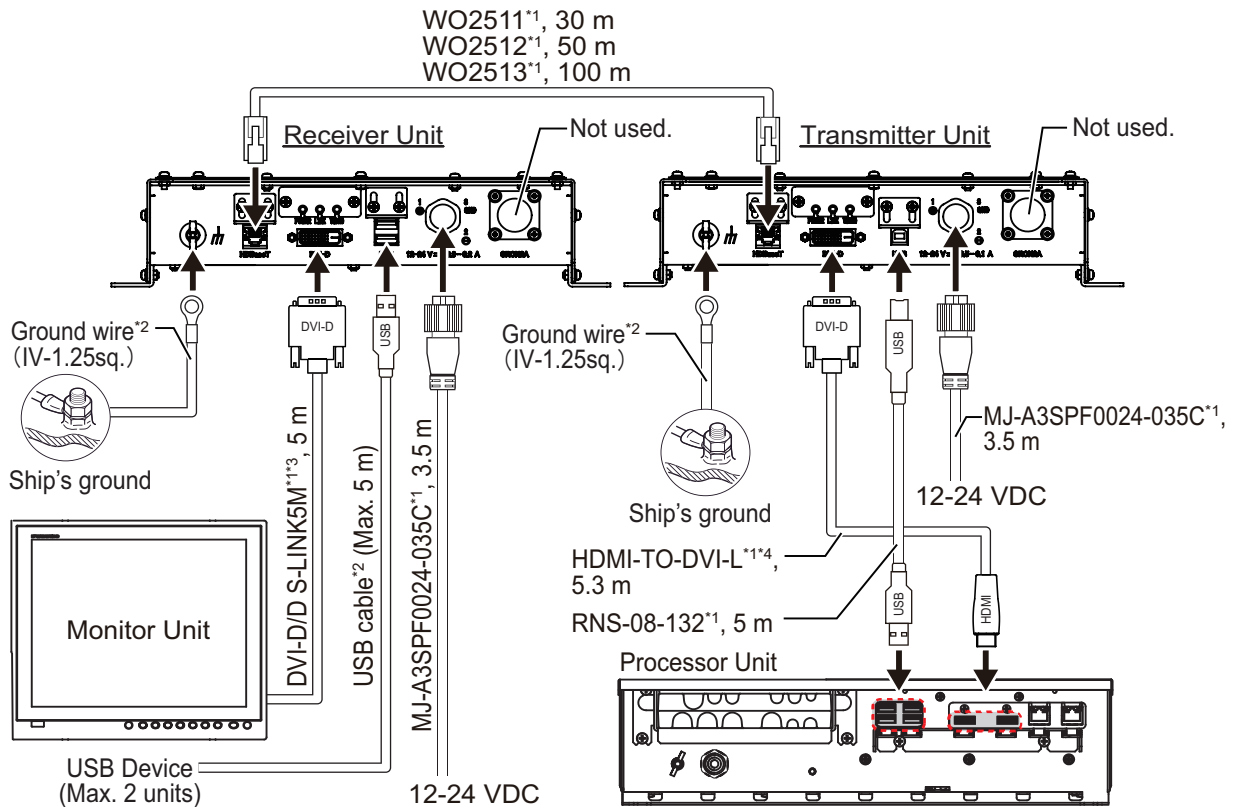 WO2511*1, 30 m
WO2512*1, 50 m
WO2513*1, 100 m
Receiver Unit
Not used.
Transmitter Unit
Not used.
DVI-D
USB
DVI-D
USB
Ground wire*2
(IV-1.25sq.)
Ship's ground
Ground wire*2
(IV-1.25sq.)
Ship's ground
MJ-A3SPF0024-035C*1,
3.5 m
12-24 VDC
DVI-D/D S-LINK5M*1*3, 5 m
USB cable*2 (Max. 5 m)
MJ-A3SPF0024-035C*1, 3.5 m
HDMI-TO-DVI-L*1*4,
5.3 m
RNS-08-132*1, 5 m
USB
HDMI
Monitor Unit
Processor Unit
USB Device
(Max. 2 units)
12-24 VDC